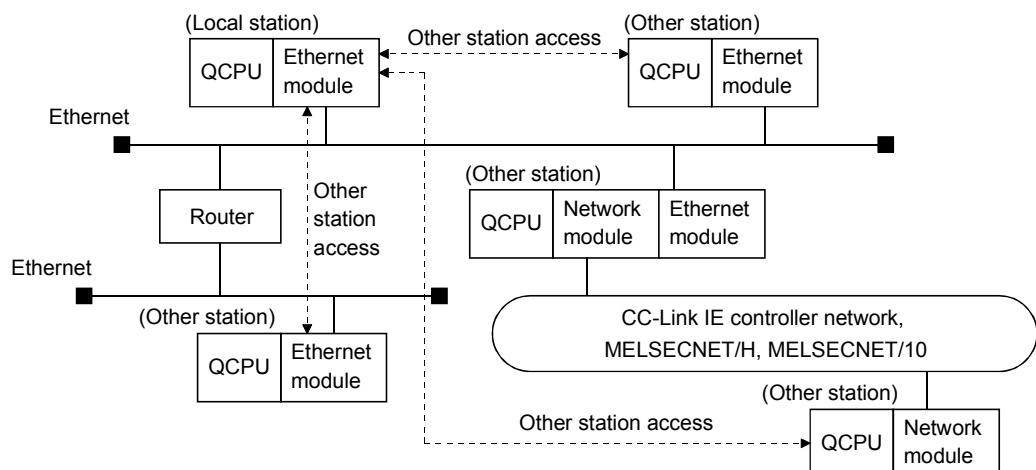 (Local station)
QCPU
Ethernet
module
Other station access
(Other station)
QCPU
Ethernet
module
Ethernet
Router
Other
station
access
(Other station)
QCPU
Network
module
Ethernet
module
Ethernet
(Other station)
QCPU
Ethernet
module
CC-Link IE controller network,
MELSECNET/H, MELSECNET/10
Other station access
(Other station)
QCPU
Network
module